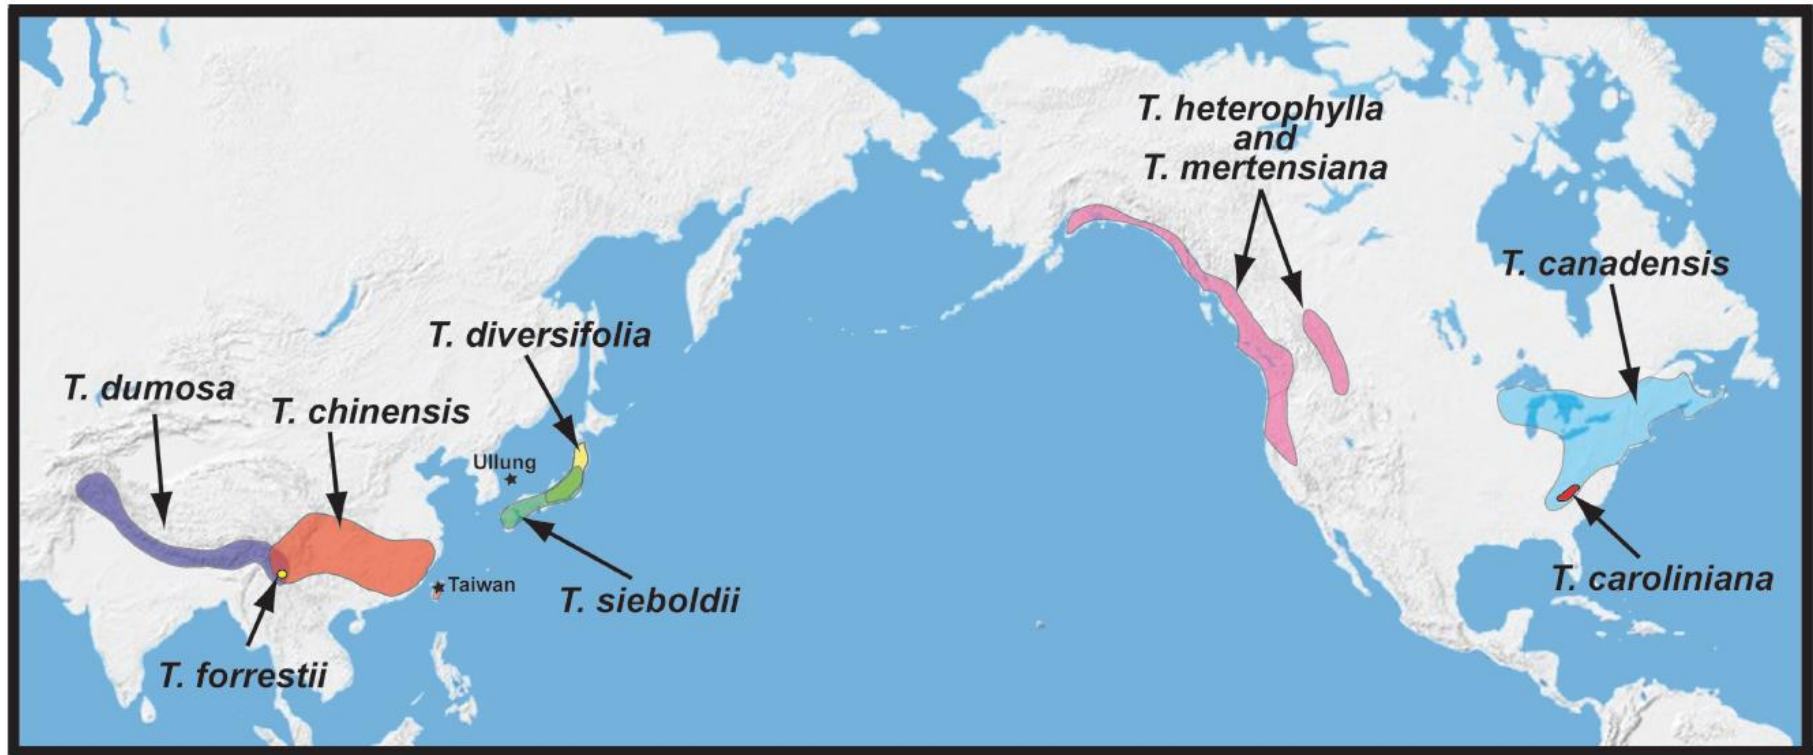 T. heterophylla
and
T. mertensiana
T. canadensis
T. diversifolia
T. dumosa
T. chinensis
Ullung
Taiwan
T. sieboldii
T. caroliniana
T. forrestii